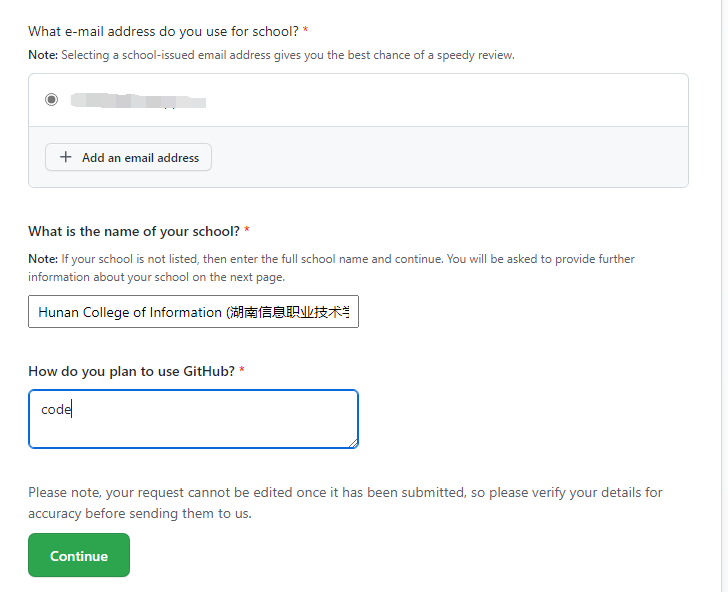 What e-mail address do you use for school? *
Note: Selecting a school-issued email address gives you the best chance of a speedy review.
Add an email address
What is the name of your school? *
Note: If your school is not listed, then enter the full school name and continue. You will be asked to provide further
information about your school on the next page.
Hunan College of Information (湖南信息职业技术学
How do you plan to use GitHub? *
code
Please note, your request cannot be edited once it has been submitted, so please verify your details for
accuracy before sending them to us.
Continue